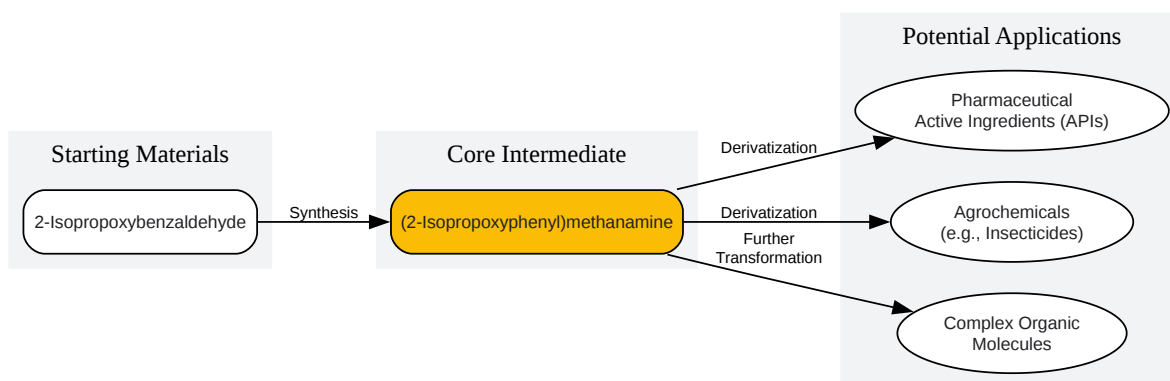 Starting Materials
2-Isopropoxybenzaldehyde
Synthesis
Core Intermediate
(2-Isopropoxyphenyl)methanamine
Derivatization
Derivatization
Further
Transformation
Potential Applications
Pharmaceutical
Active Ingredients (APIs)
Agrochemicals
(e.g., Insecticides)
Complex Organic
Molecules